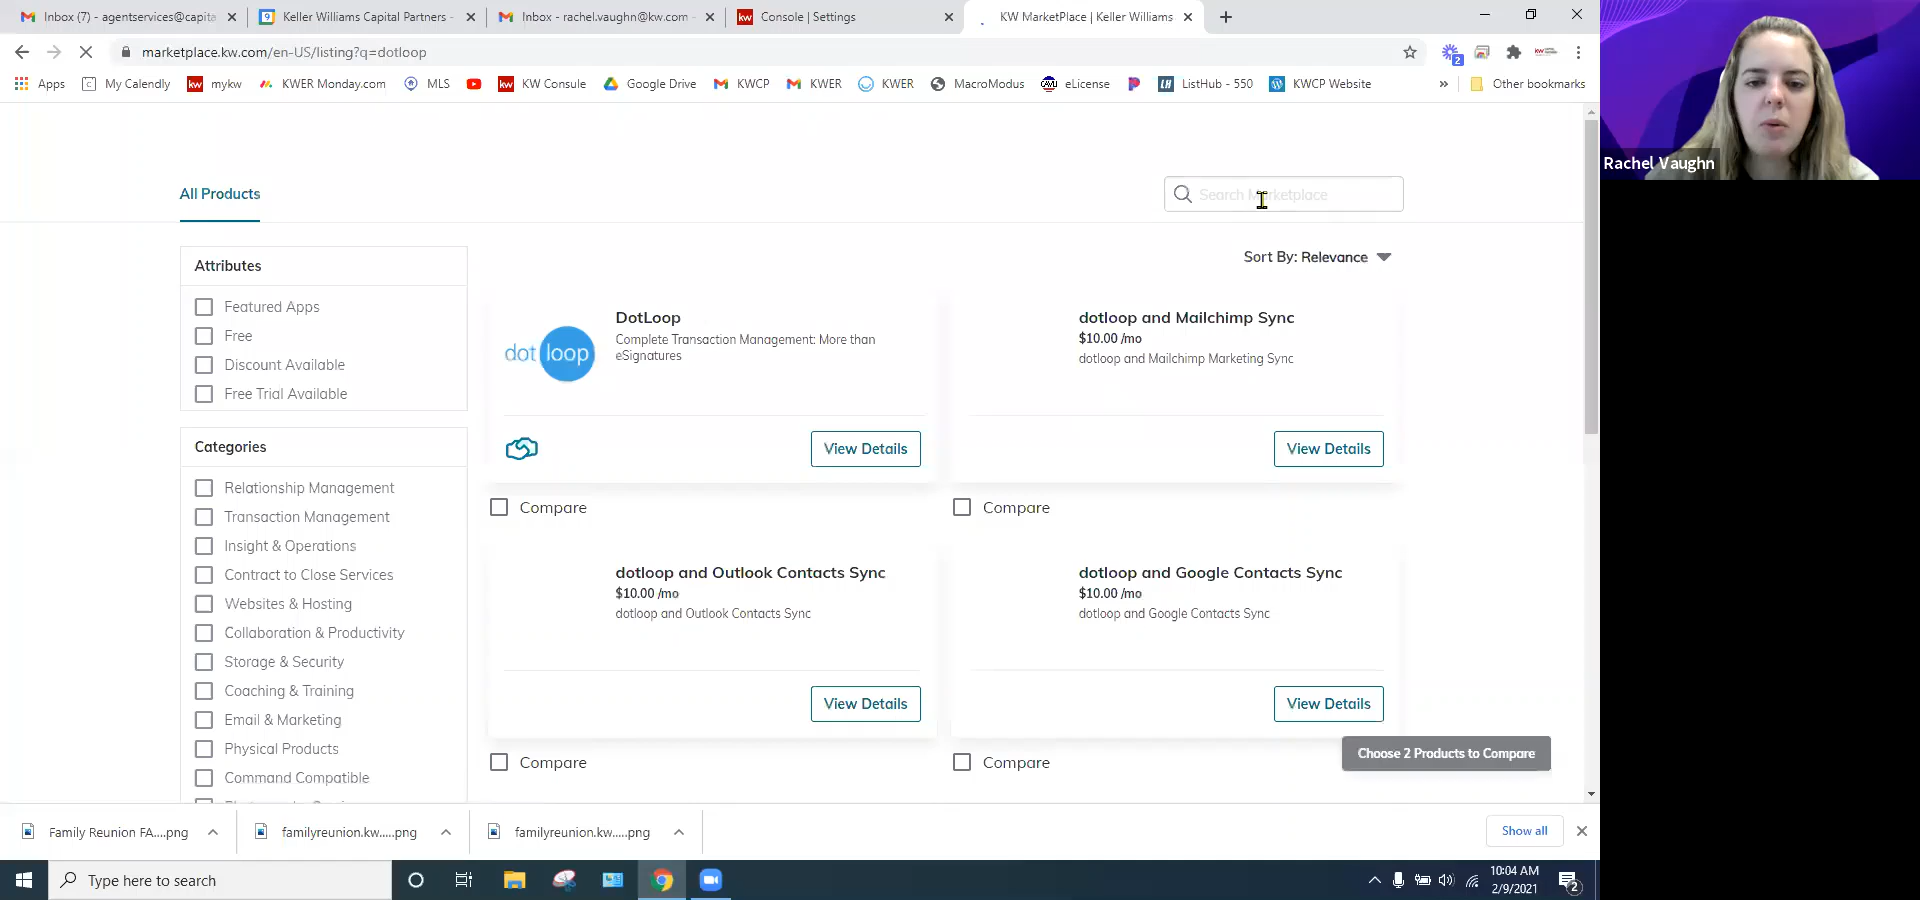 Inbox (7) - agentservices@capita
Keller Williams Capital Partners -
Inbox - rachel.vaughn@kw.com -
Console | Settings
KW MarketPlace | Keller Williams
marketplace.kw.com/en-US/listing?q=dotloop
2
Apps
My Calendly
mykw
KWER Monday.com
MLS
KW Consule
Google Drive
KWCP
KWER
KWER
MacroModus
eLicense
ListHub - 550
KWCP Website
»
Other bookmarks
Rachel Vaughn
All Products
Search Marketplace
Sort By: Relevance
Attributes
Featured Apps
Free
Discount Available
Free Trial Available
Categories
Relationship Management
Transaction Management
Insight & Operations
Contract to Close Services
Websites & Hosting
Collaboration & Productivity
Storage & Security
Coaching & Training
Email & Marketing
Physical Products
Command Compatible
dot loop
DotLoop
Complete Transaction Management: More than
eSignatures
View Details
Compare
dotloop and Mailchimp Sync
$10.00 /mo
dotloop and Mailchimp Marketing Sync
View Details
Compare
dotloop and Outlook Contacts Sync
$10.00 /mo
dotloop and Outlook Contacts Sync
View Details
Compare
dotloop and Google Contacts Sync
$10.00 /mo
dotloop and Google Contacts Sync
View Details
Compare
Choose 2 Products to Compare
Family Reunion FA....png
familyreunion.kw.....png
familyreunion.kw.....png
Show all
Type here to search
10:04 AM
2/9/2021
2